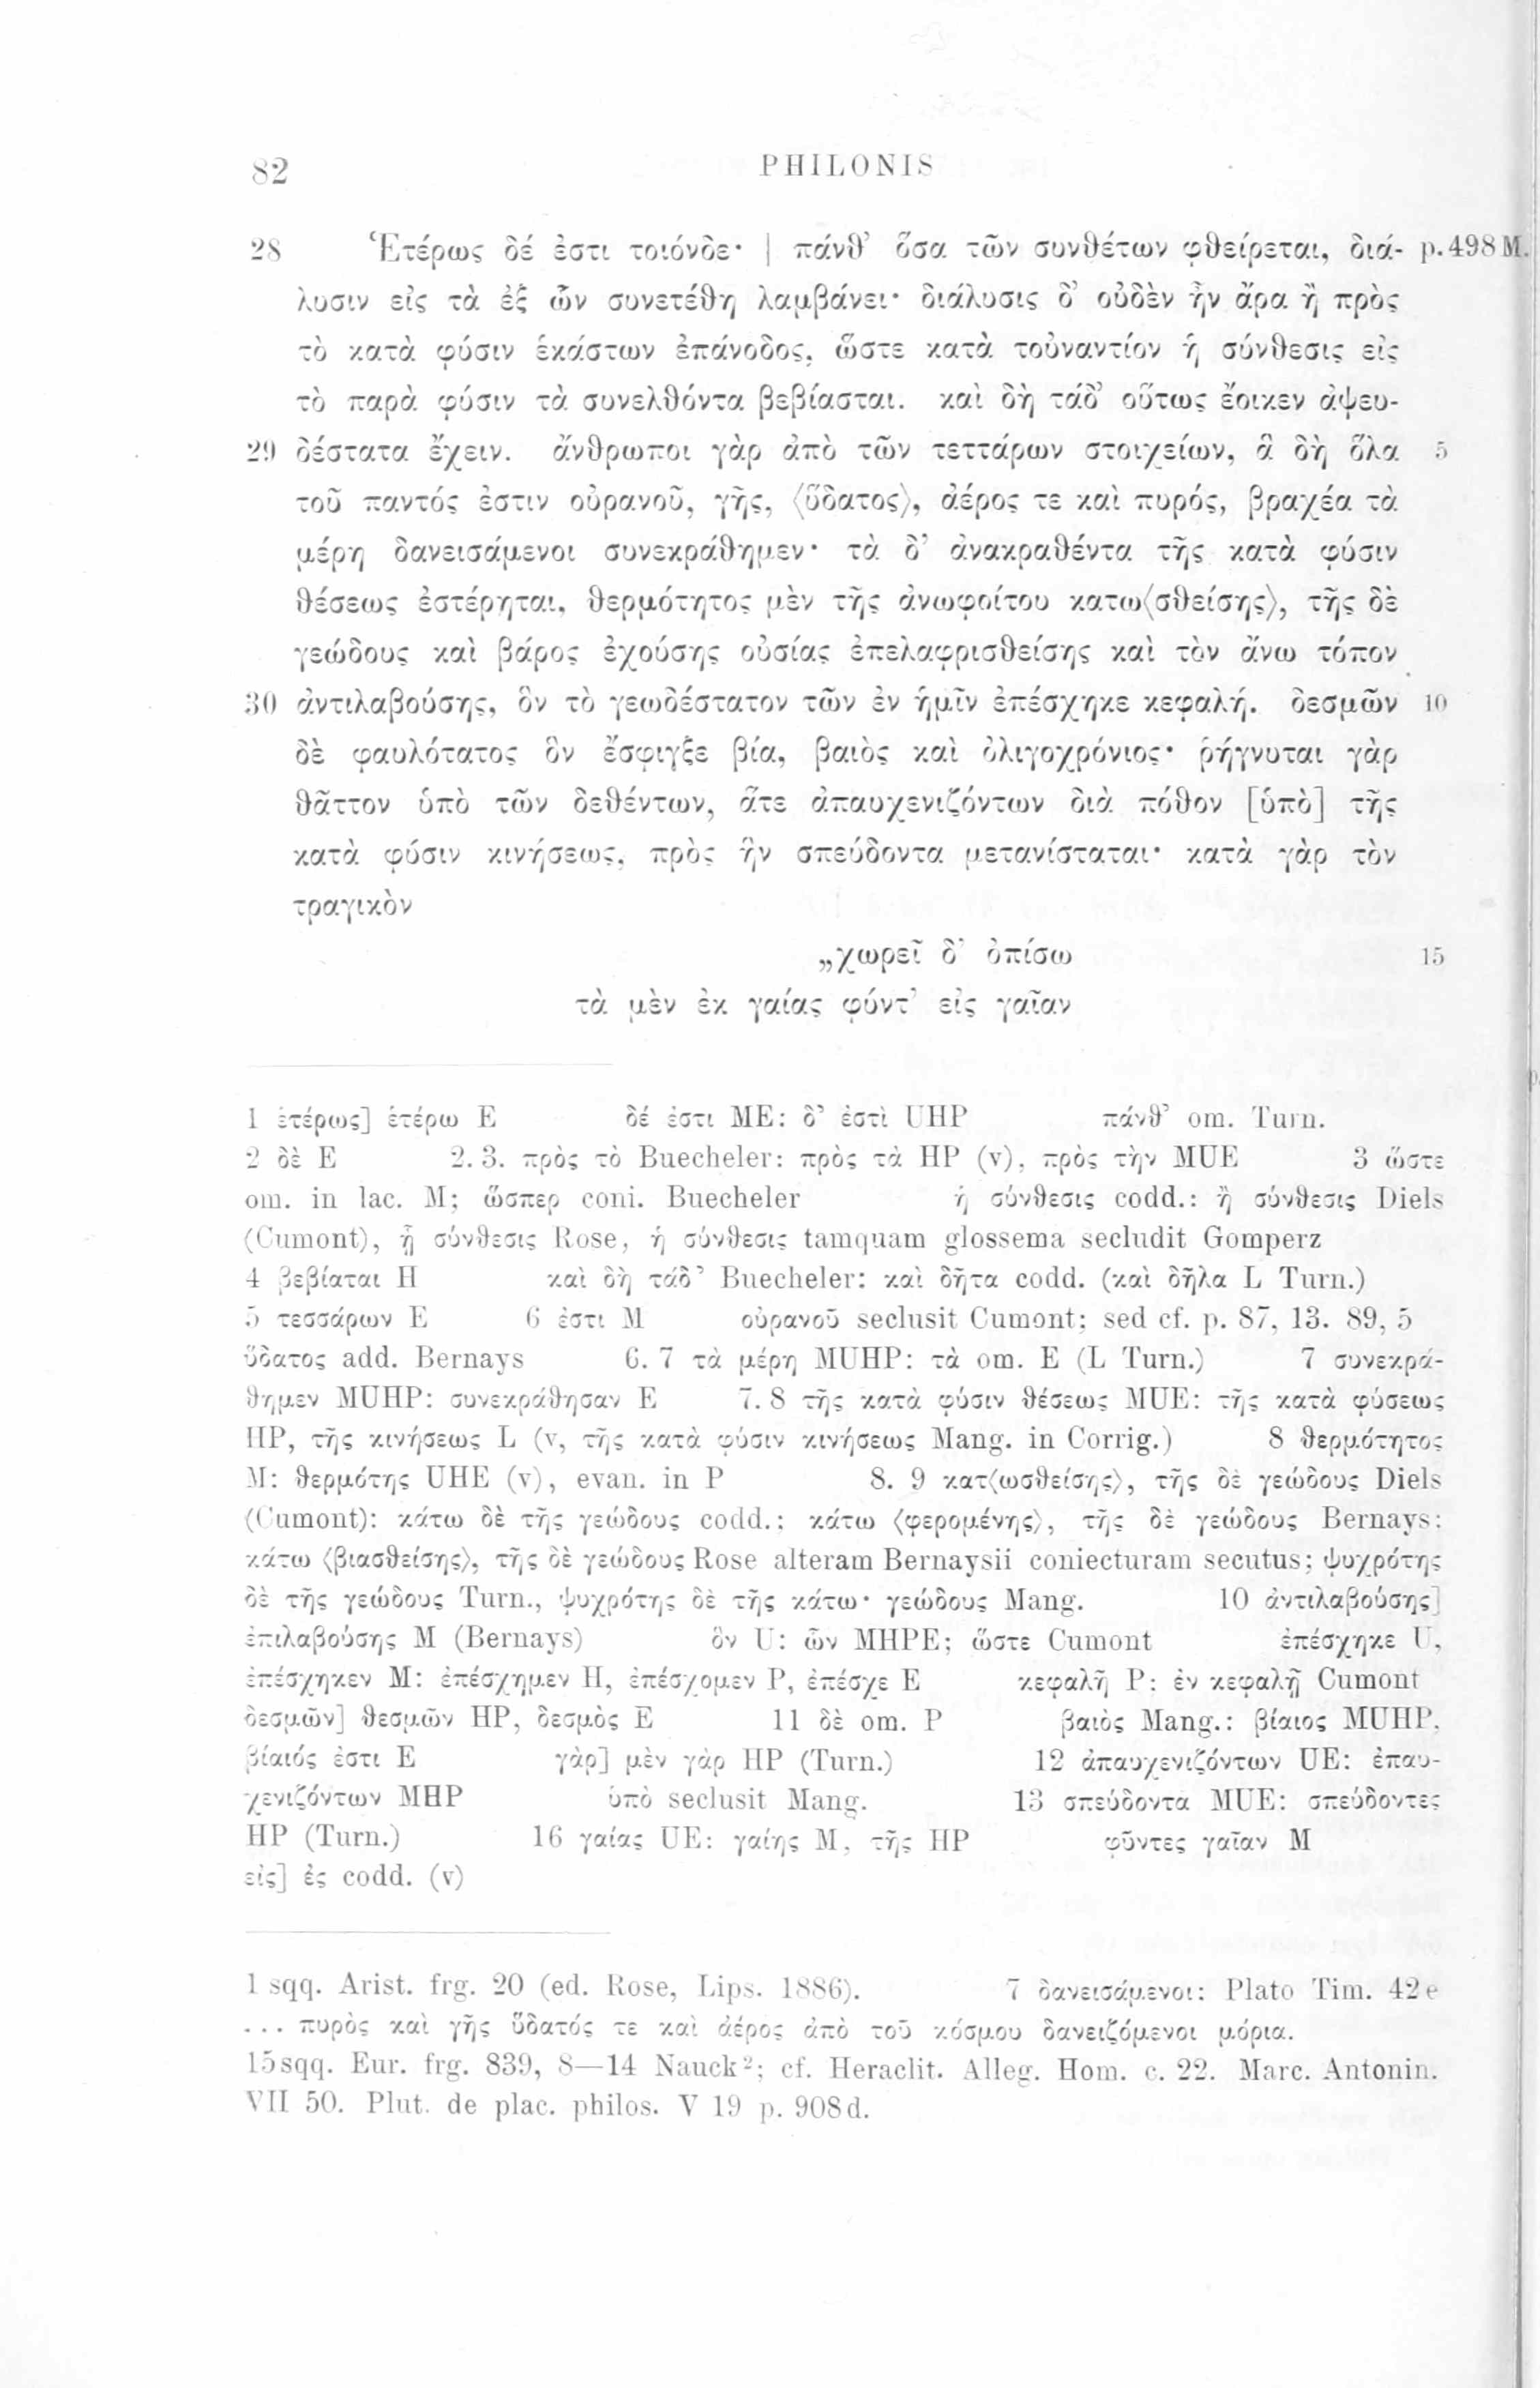 82
PHILONIS
28 Ἑτέρως δέ ἐστι τοιόνδε· | πάνθ’ ὅσα τῶν συνθέτων φθείρεται, διά- p. 498 M.
λυσιν εἰς τὰ ἐξ ὧν συνετέθη λαμβάνει· διάλυσις δ’ οὐδὲν ἦν ἄρα ἢ πρὸς
τὸ κατὰ φύσιν ἑκάστων ἐπάνοδος, ὥστε κατὰ τοὐναντίον ἡ σύνθεσις εἰς
τὸ παρὰ φύσιν τὰ συνελθόντα βεβίασται. καὶ δὴ τάδ’ οὕτως ἔοικεν ἀψευ-
29 δέστατα ἔχειν. ἄνθρωποι γὰρ ἀπὸ τῶν τεττάρων στοιχείων, ἃ δὴ ὅλα 5
τοῦ παντός ἐστιν οὐρανοῦ, γῆς, ⟨ὕδατος⟩, ἀέρος τε καὶ πυρός, βραχέα τὰ
μέρη δανεισάμενοι συνεκράθημεν· τὰ δ’ ἀνακραθέντα τῆς κατὰ φύσιν
θέσεως ἐστέρηται, θερμότητος μὲν τῆς ἀνωφοίτου κατω⟨σθείσης⟩, τῆς δὲ
γεώδους καὶ βάρος ἐχούσης οὐσίας ἐπελαφρισθείσης καὶ τὸν ἄνω τόπον
30 ἀντιλαβούσης, ὃν τὸ γεωδέστατον τῶν ἐν ἡμῖν ἐπέσχηκε κεφαλή. δεσμῶν 10
δὲ φαυλότατος ὃν ἔσφιγξε βία, βαιὸς καὶ ὀλιγοχρόνιος· ῥήγνυται γὰρ
θᾶττον ὑπὸ τῶν δεθέντων, ἅτε ἀπαυχενιζόντων διὰ πόθον [ὑπὸ] τῆς
κατὰ φύσιν κινήσεως, πρὸς ἣν σπεύδοντα μετανίσταται· κατὰ γὰρ τὸν
τραγικὸν
„χωρεῖ δ’ ὀπίσω 15
τὰ μὲν ἐκ γαίας φύντ’ εἰς γαῖαν
1 ἑτέρως] ἑτέρω E δέ ἐστι ME: δ’ ἐστὶ UHP πάνθ’ om. Turn.
2 δὲ E 2. 3. πρὸς τὸ Buecheler: πρὸς τὰ HP (v), πρὸς τὴν MUE 3 ὥστε
om. in lac. M; ὥσπερ coni. Buecheler ἡ σύνθεσις codd.: ἢ σύνθεσις Diels
(Cumont), ᾗ σύνθεσις Rose, ἡ σύνθεσις tamquam glossema secludit Gomperz
4 βεβίαται H καὶ δὴ τάδ’ Buecheler: καὶ δῆτα codd. (καὶ δῆλα L Turn.)
5 τεσσάρων E 6 ἐστι M οὐρανοῦ seclusit Cumont; sed cf. p. 87, 13. 89, 5
ὕδατος add. Bernays 6. 7 τὰ μέρη MUHP: τὰ om. E (L Turn.) 7 συνεκρά-
θημεν MUHP: συνεκράθησαν E 7. 8 τῆς κατὰ φύσιν θέσεως MUE: τῆς κατὰ φύσεως
HP, τῆς κινήσεως L (v, τῆς κατὰ φύσιν κινήσεως Mang. in Corrig.) 8 θερμότητος
M: θερμότης UHE (v), evan. in P 8. 9 κατ⟨ωσθείσης⟩, τῆς δὲ γεώδους Diels
(Cumont): κάτω δὲ τῆς γεώδους codd.: κάτω ⟨φερομένης⟩, τῆς δὲ γεώδους Bernays:
κάτω ⟨βιασθείσης⟩, τῆς δὲ γεώδους Rose alteram Bernaysii coniecturam secutus; ψυχρότης
δὲ τῆς γεώδους Turn., ψυχρότης δὲ τῆς κάτω· γεώδους Mang. 10 ἀντιλαβούσης]
ἐπιλαβούσης M (Bernays) ὃν U: ὧν MHPE; ὥστε Cumont ἐπέσχηκε U,
ἐπέσχηκεν M: ἐπέσχημεν H, ἐπέσχομεν P, ἐπέσχε E κεφαλῇ P: ἐν κεφαλῇ Cumont
δεσμῶν] θεσμῶν HP, δεσμὸς E 11 δὲ om. P βαιὸς Mang.: βίαιος MUHP,
βίαιός ἐστι E γὰρ] μὲν γὰρ HP (Turn.) 12 ἀπαυχενιζόντων UE: ἐπαυ-
χενιζόντων MHP ὑπὸ seclusit Mang. 13 σπεύδοντα MUE: σπεύδοντες
HP (Turn.) 16 γαίας UE: γαίης M, τῆς HP φῦντες γαῖαν M
εἰς] ἐς codd. (v)
1 sqq. Arist. frg. 20 (ed. Rose, Lips. 1886). 7 δανεισάμενοι: Plato Tim. 42e
... πυρὸς καὶ γῆς ὕδατός τε καὶ ἀέρος ἀπὸ τοῦ κόσμου δανειζόμενοι μόρια.
15 sqq. Eur. frg. 839, 8—14 Nauck²; cf. Heraclit. Alleg. Hom. c. 22. Marc. Antonin.
VII 50. Plut. de plac. philos. V 19 p. 908d.